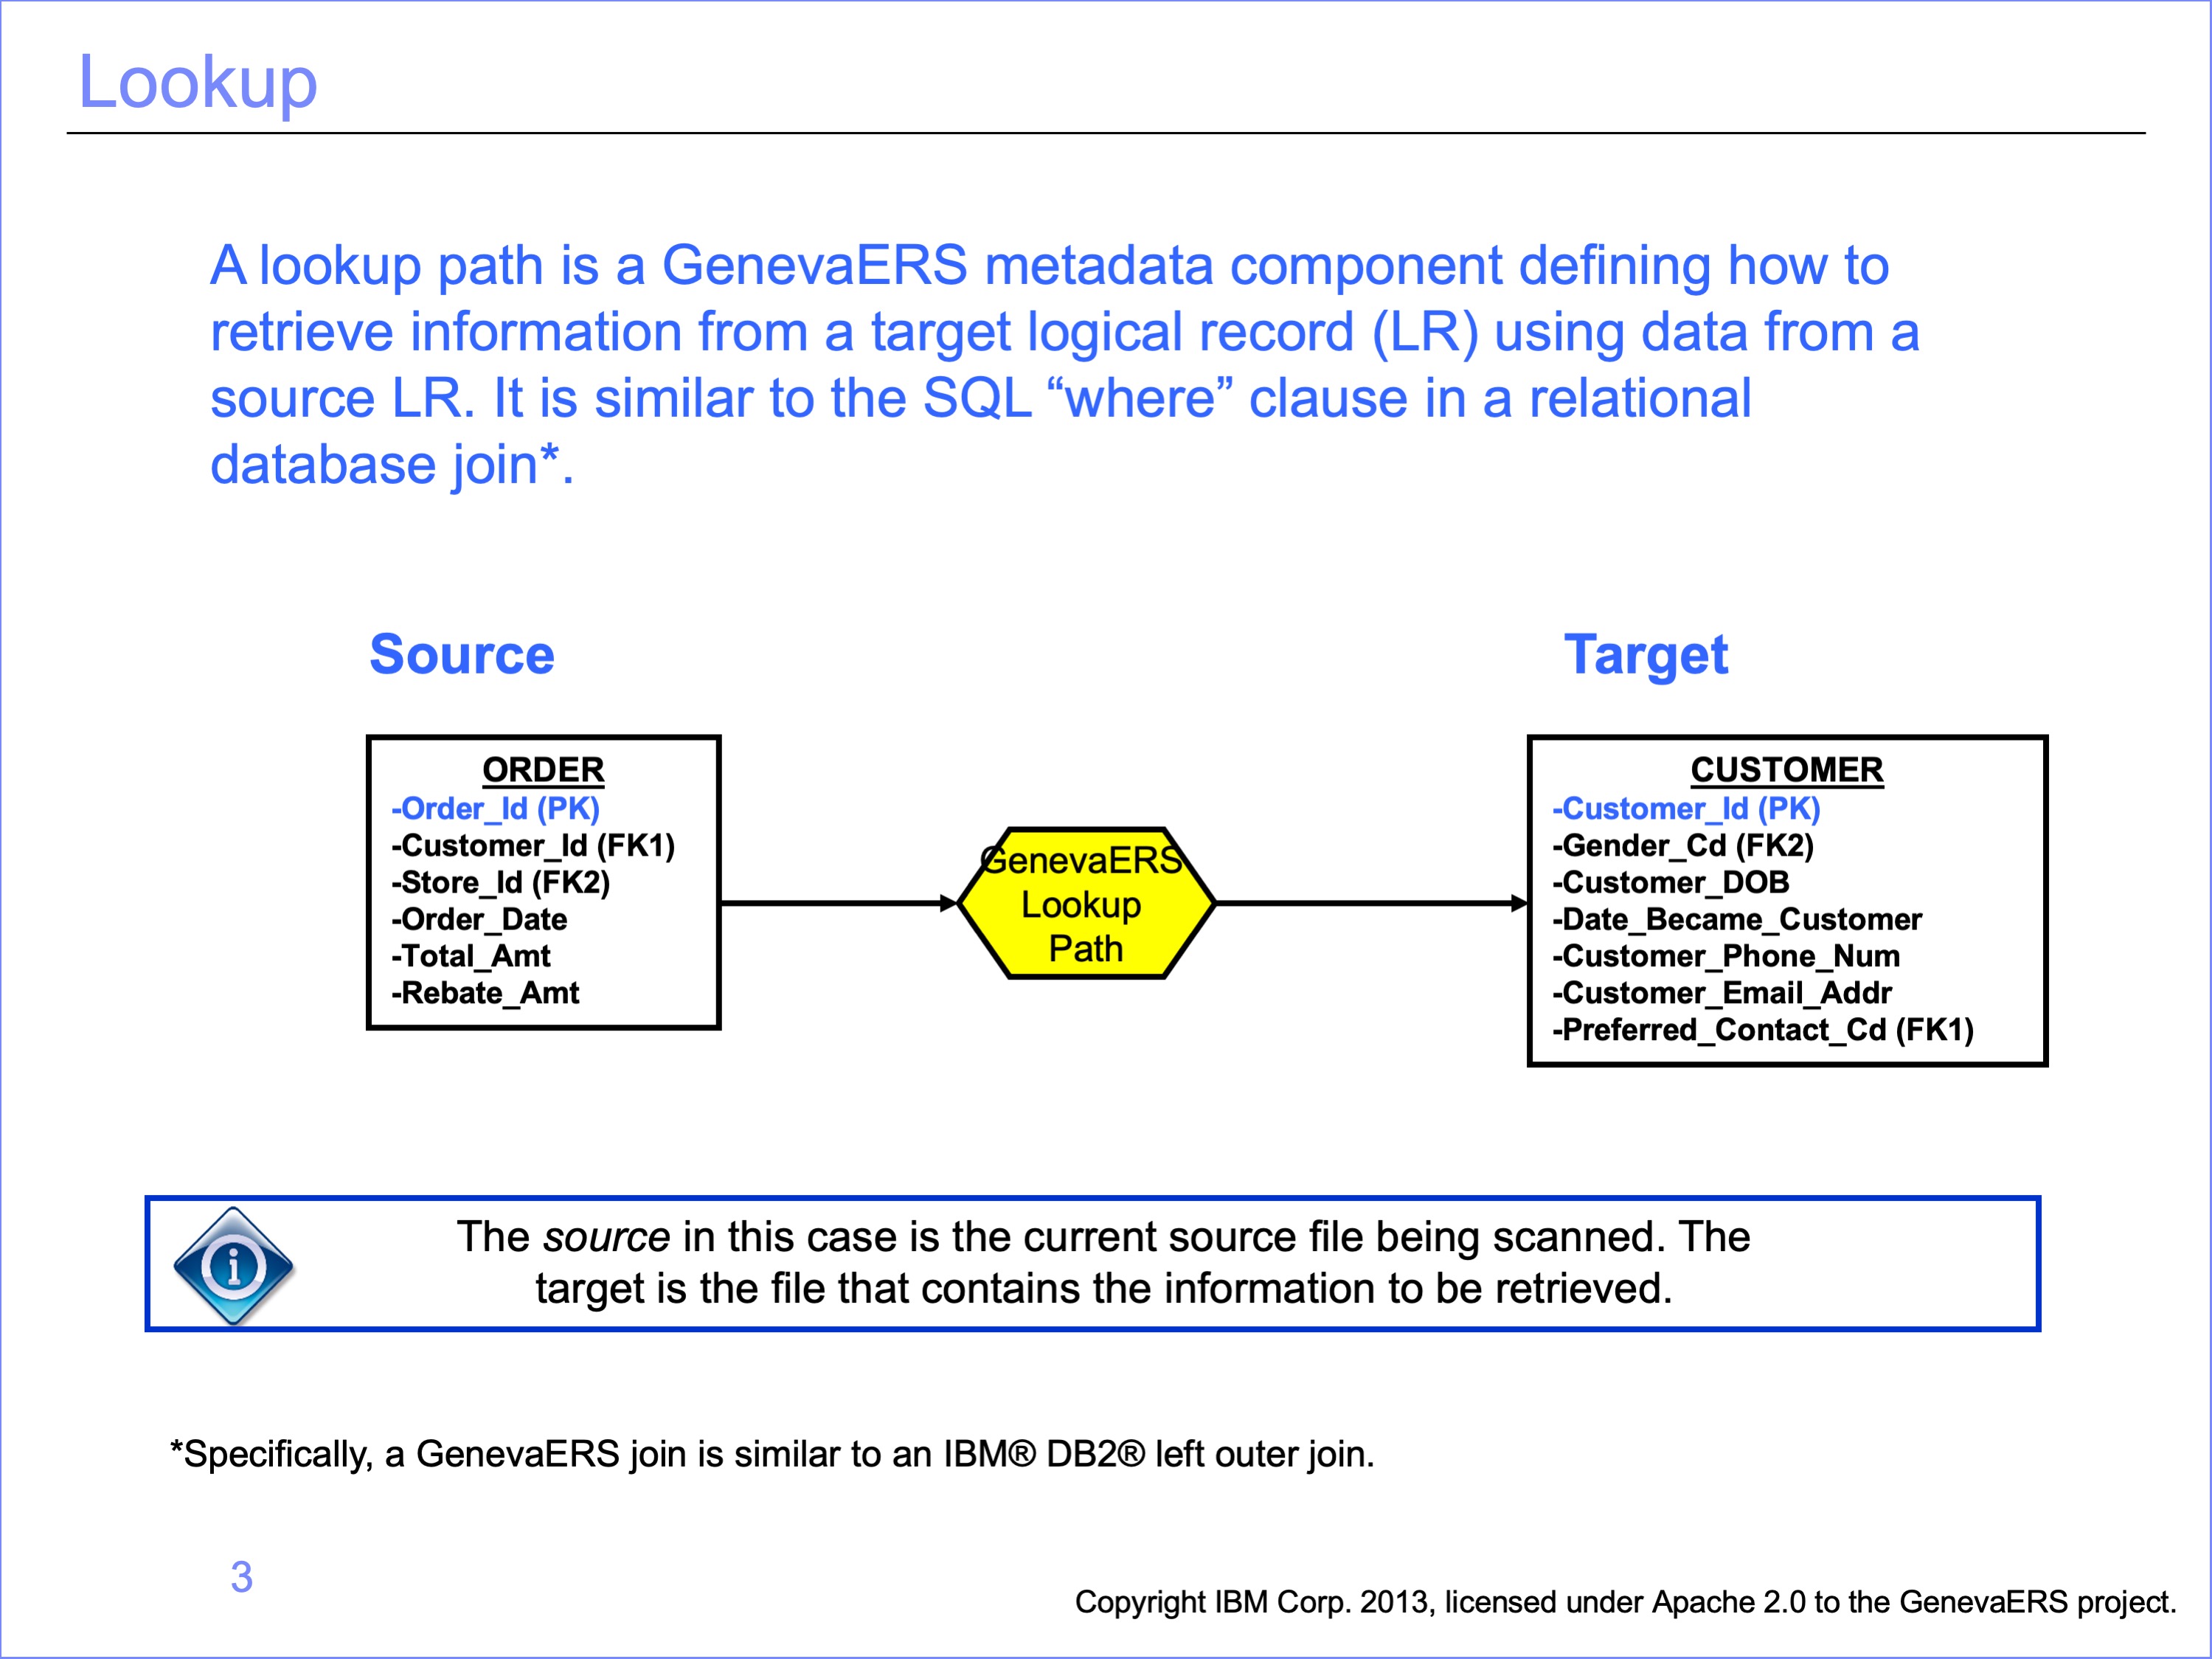 Lookup
A lookup path is a GenevaERS metadata component defining how to
retrieve information from a target logical record (LR) using data from a
source LR. It is similar to the SQL “where” clause in a relational
database join*.
Source
Target
ORDER
-Order_Id (PK)
-Customer_Id (FK1)
-Store_Id (FK2)
-Order_Date
-Total_Amt
-Rebate_Amt
GenevaERS
Lookup
Path
CUSTOMER
-Customer_Id (PK)
-Gender_Cd (FK2)
-Customer_DOB
-Date_Became_Customer
-Customer_Phone_Num
-Customer_Email_Addr
-Preferred_Contact_Cd (FK1)
i
The source in this case is the current source file being scanned. The
target is the file that contains the information to be retrieved.
*Specifically, a GenevaERS join is similar to an IBM® DB2® left outer join.
3
Copyright IBM Corp. 2013, licensed under Apache 2.0 to the GenevaERS project.